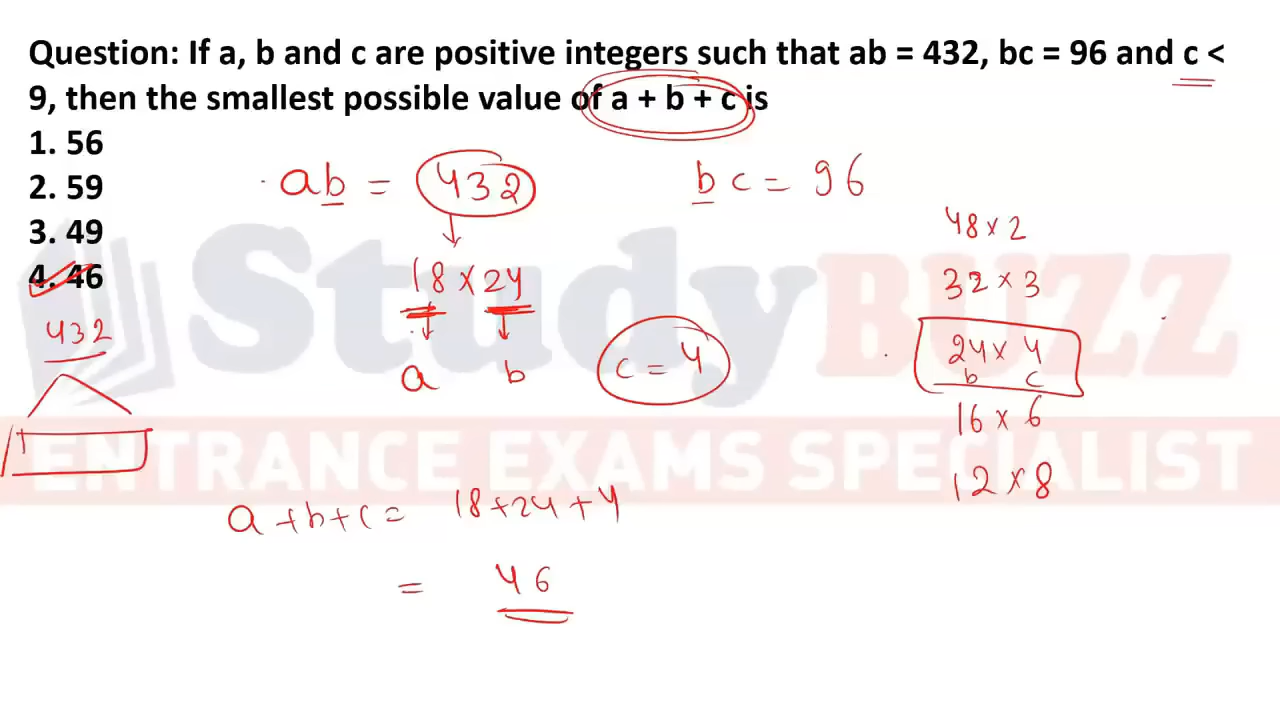 Question: If a, b and c are positive integers such that ab = 432, bc = 96 and c <
9, then the smallest possible value of a + b + c is
1. 56
2. 59
3. 49
4. 46
ab = 432
bc = 96
48 × 2
32 × 3
24 × 4
b c
16 × 6
12 × 8
18 × 24
a b
c = 4
432
1
StudyBUZZ
ENTRANCE EXAMS SPECIALIST
a + b + c = 18 + 24 + 4
= 46